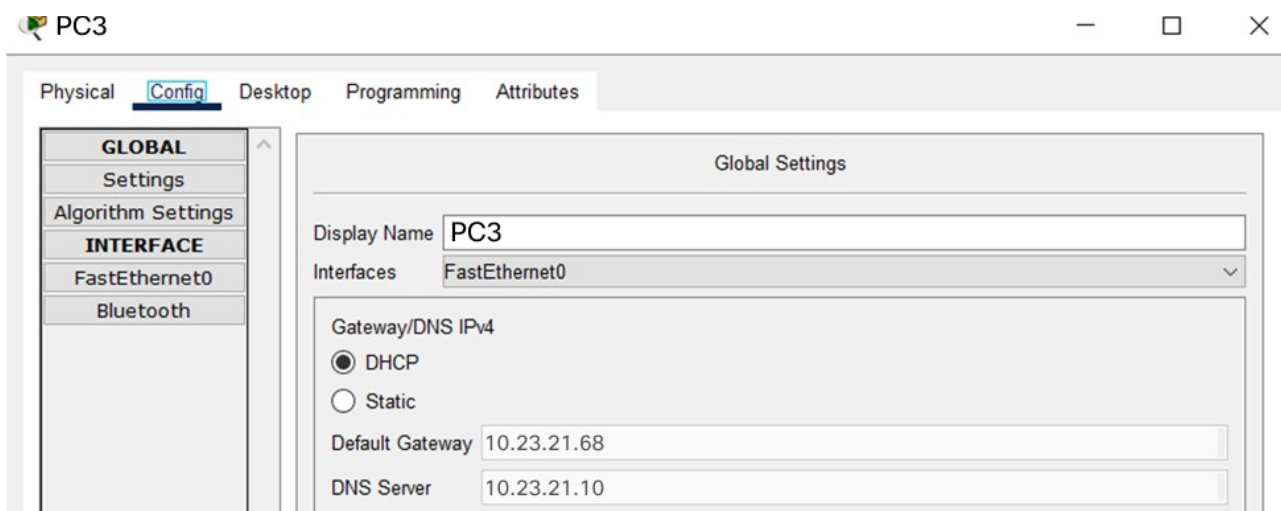 PC3
Physical Config Desktop Programming Attributes
GLOBAL
Settings
Algorithm Settings
INTERFACE
FastEthernet0
Bluetooth
Global Settings
Display Name PC3
Interfaces FastEthernet0
Gateway/DNS IPv4
DHCP
Static
Default Gateway 10.23.21.68
DNS Server 10.23.21.10